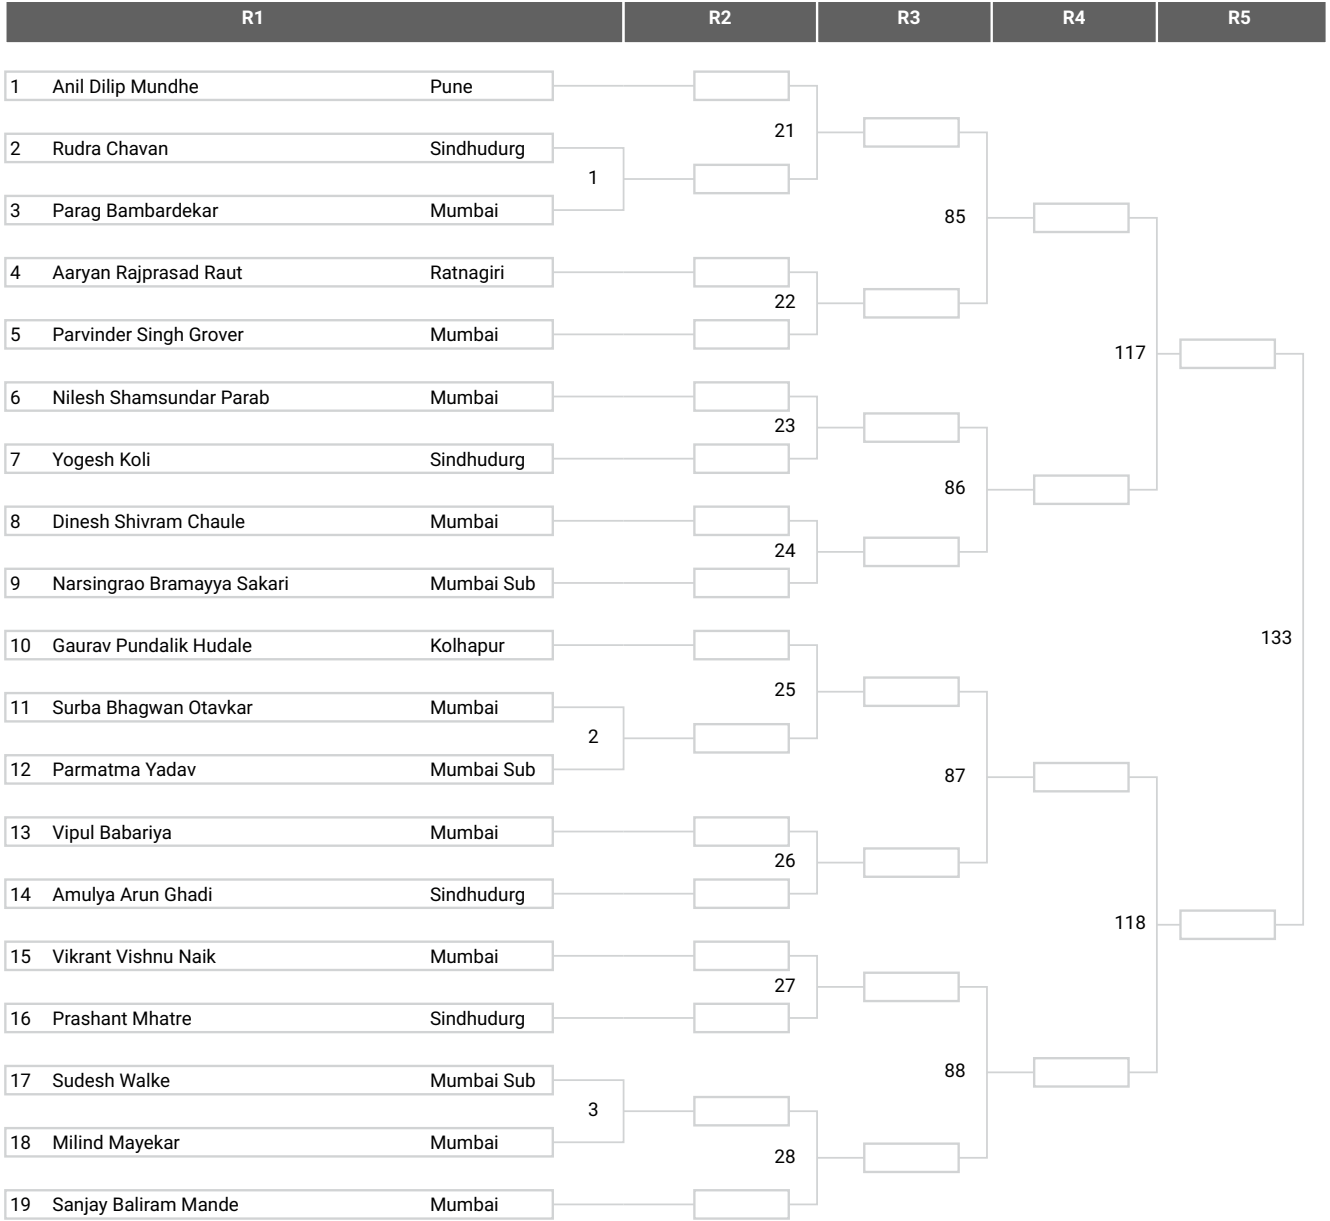 R1 R2 R3 R4 R5
1 Anil Dilip Mundhe Pune
21
2 Rudra Chavan Sindhudurg
1
3 Parag Bambardekar Mumbai
85
4 Aaryan Rajprasad Raut Ratnagiri
22
5 Parvinder Singh Grover Mumbai
117
6 Nilesh Shamsundar Parab Mumbai
23
7 Yogesh Koli Sindhudurg
86
8 Dinesh Shivram Chaule Mumbai
24
9 Narsingrao Bramayya Sakari Mumbai Sub
133
10 Gaurav Pundalik Hudale Kolhapur
25
11 Surba Bhagwan Otavkar Mumbai
2
12 Parmatma Yadav Mumbai Sub
87
13 Vipul Babariya Mumbai
26
14 Amulya Arun Ghadi Sindhudurg
118
15 Vikrant Vishnu Naik Mumbai
27
16 Prashant Mhatre Sindhudurg
88
17 Sudesh Walke Mumbai Sub
3
18 Milind Mayekar Mumbai
28
19 Sanjay Baliram Mande Mumbai